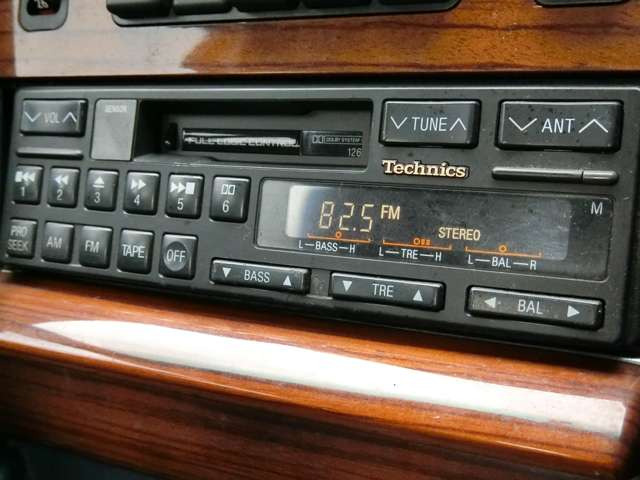 VOL
SENSOR
FULL LOGIC CONTROL
DOLBY SYSTEM
126
TUNE
ANT
Technics
1 2 3 4 5 6
M
82.5 FM
STEREO
L BASS H
L TRE H
L BAL R
PRO SEEK
AM
FM
TAPE
OFF
BASS
TRE
BAL